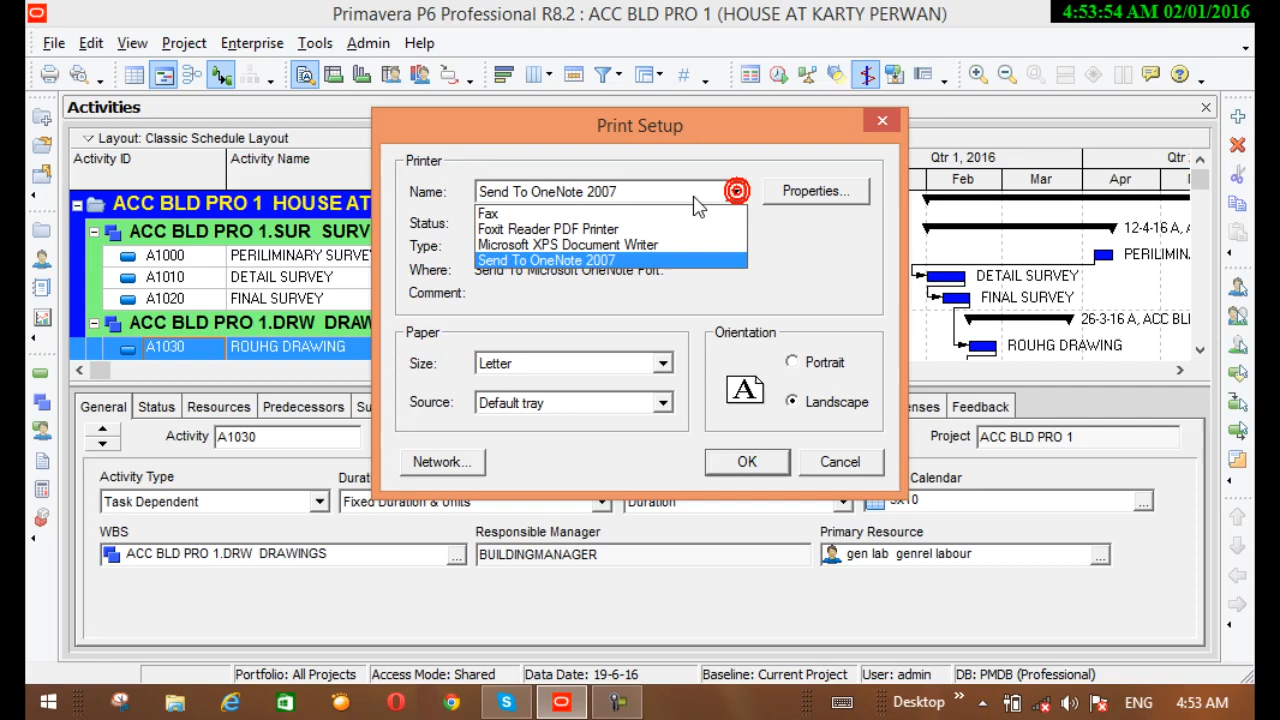 Primavera P6 Professional R8.2 : ACC BLD PRO 1 (HOUSE AT KARTY PERWAN)
4:53:54 AM 02/01/2016
File Edit View Project Enterprise Tools Admin Help
Activities
Layout: Classic Schedule Layout
Activity ID
Activity Name
Qtr 1, 2016
Qtr
Feb
Mar
Apr
ACC BLD PRO 1 HOUSE AT
ACC BLD PRO 1.SUR SURV
12-4-16 A,
A1000
PERILIMINARY SURVE
PERILIMIN
A1010
DETAIL SURVEY
DETAIL SURVEY
A1020
FINAL SURVEY
FINAL SURVEY
ACC BLD PRO 1.DRW DRAW
26-3-16 A, ACC BL
A1030
ROUHG DRAWING
ROUHG DRAWING
Print Setup
Printer
Name:
Send To OneNote 2007
Properties...
Fax
Foxit Reader PDF Printer
Microsoft XPS Document Writer
Send To OneNote 2007
Status:
Type:
Where:
Send To Microsoft OneNote Port:
Comment:
Paper
Size:
Letter
Source:
Default tray
Orientation
A
Portrait
Landscape
Network...
OK
Cancel
General
Status
Resources
Predecessors
Su
enses
Feedback
Activity
A1030
Project
ACC BLD PRO 1
Activity Type
Dura
Calendar
Task Dependent
Fixed Duration & Units
Duration
5x10
WBS
Responsible Manager
Primary Resource
ACC BLD PRO 1.DRW DRAWINGS
BUILDINGMANAGER
gen lab genrel labour
Portfolio: All Projects
Access Mode: Shared
Data Date: 19-6-16
Baseline: Current Project
User: admin
DB: PMDB (Professional)
Desktop
ENG
4:53 AM